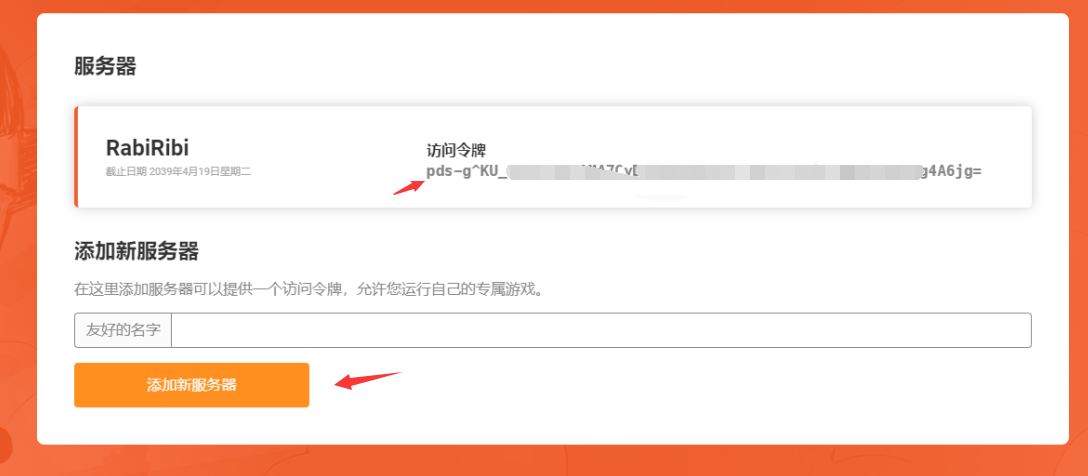 服务器
RabiRibi
截止日期 2039年4月19日星期二
访问令牌
pds-g^KU_ g4A6jg=
添加新服务器
在这里添加服务器可以提供一个访问令牌，允许您运行自己的专属游戏。
友好的名字
添加新服务器